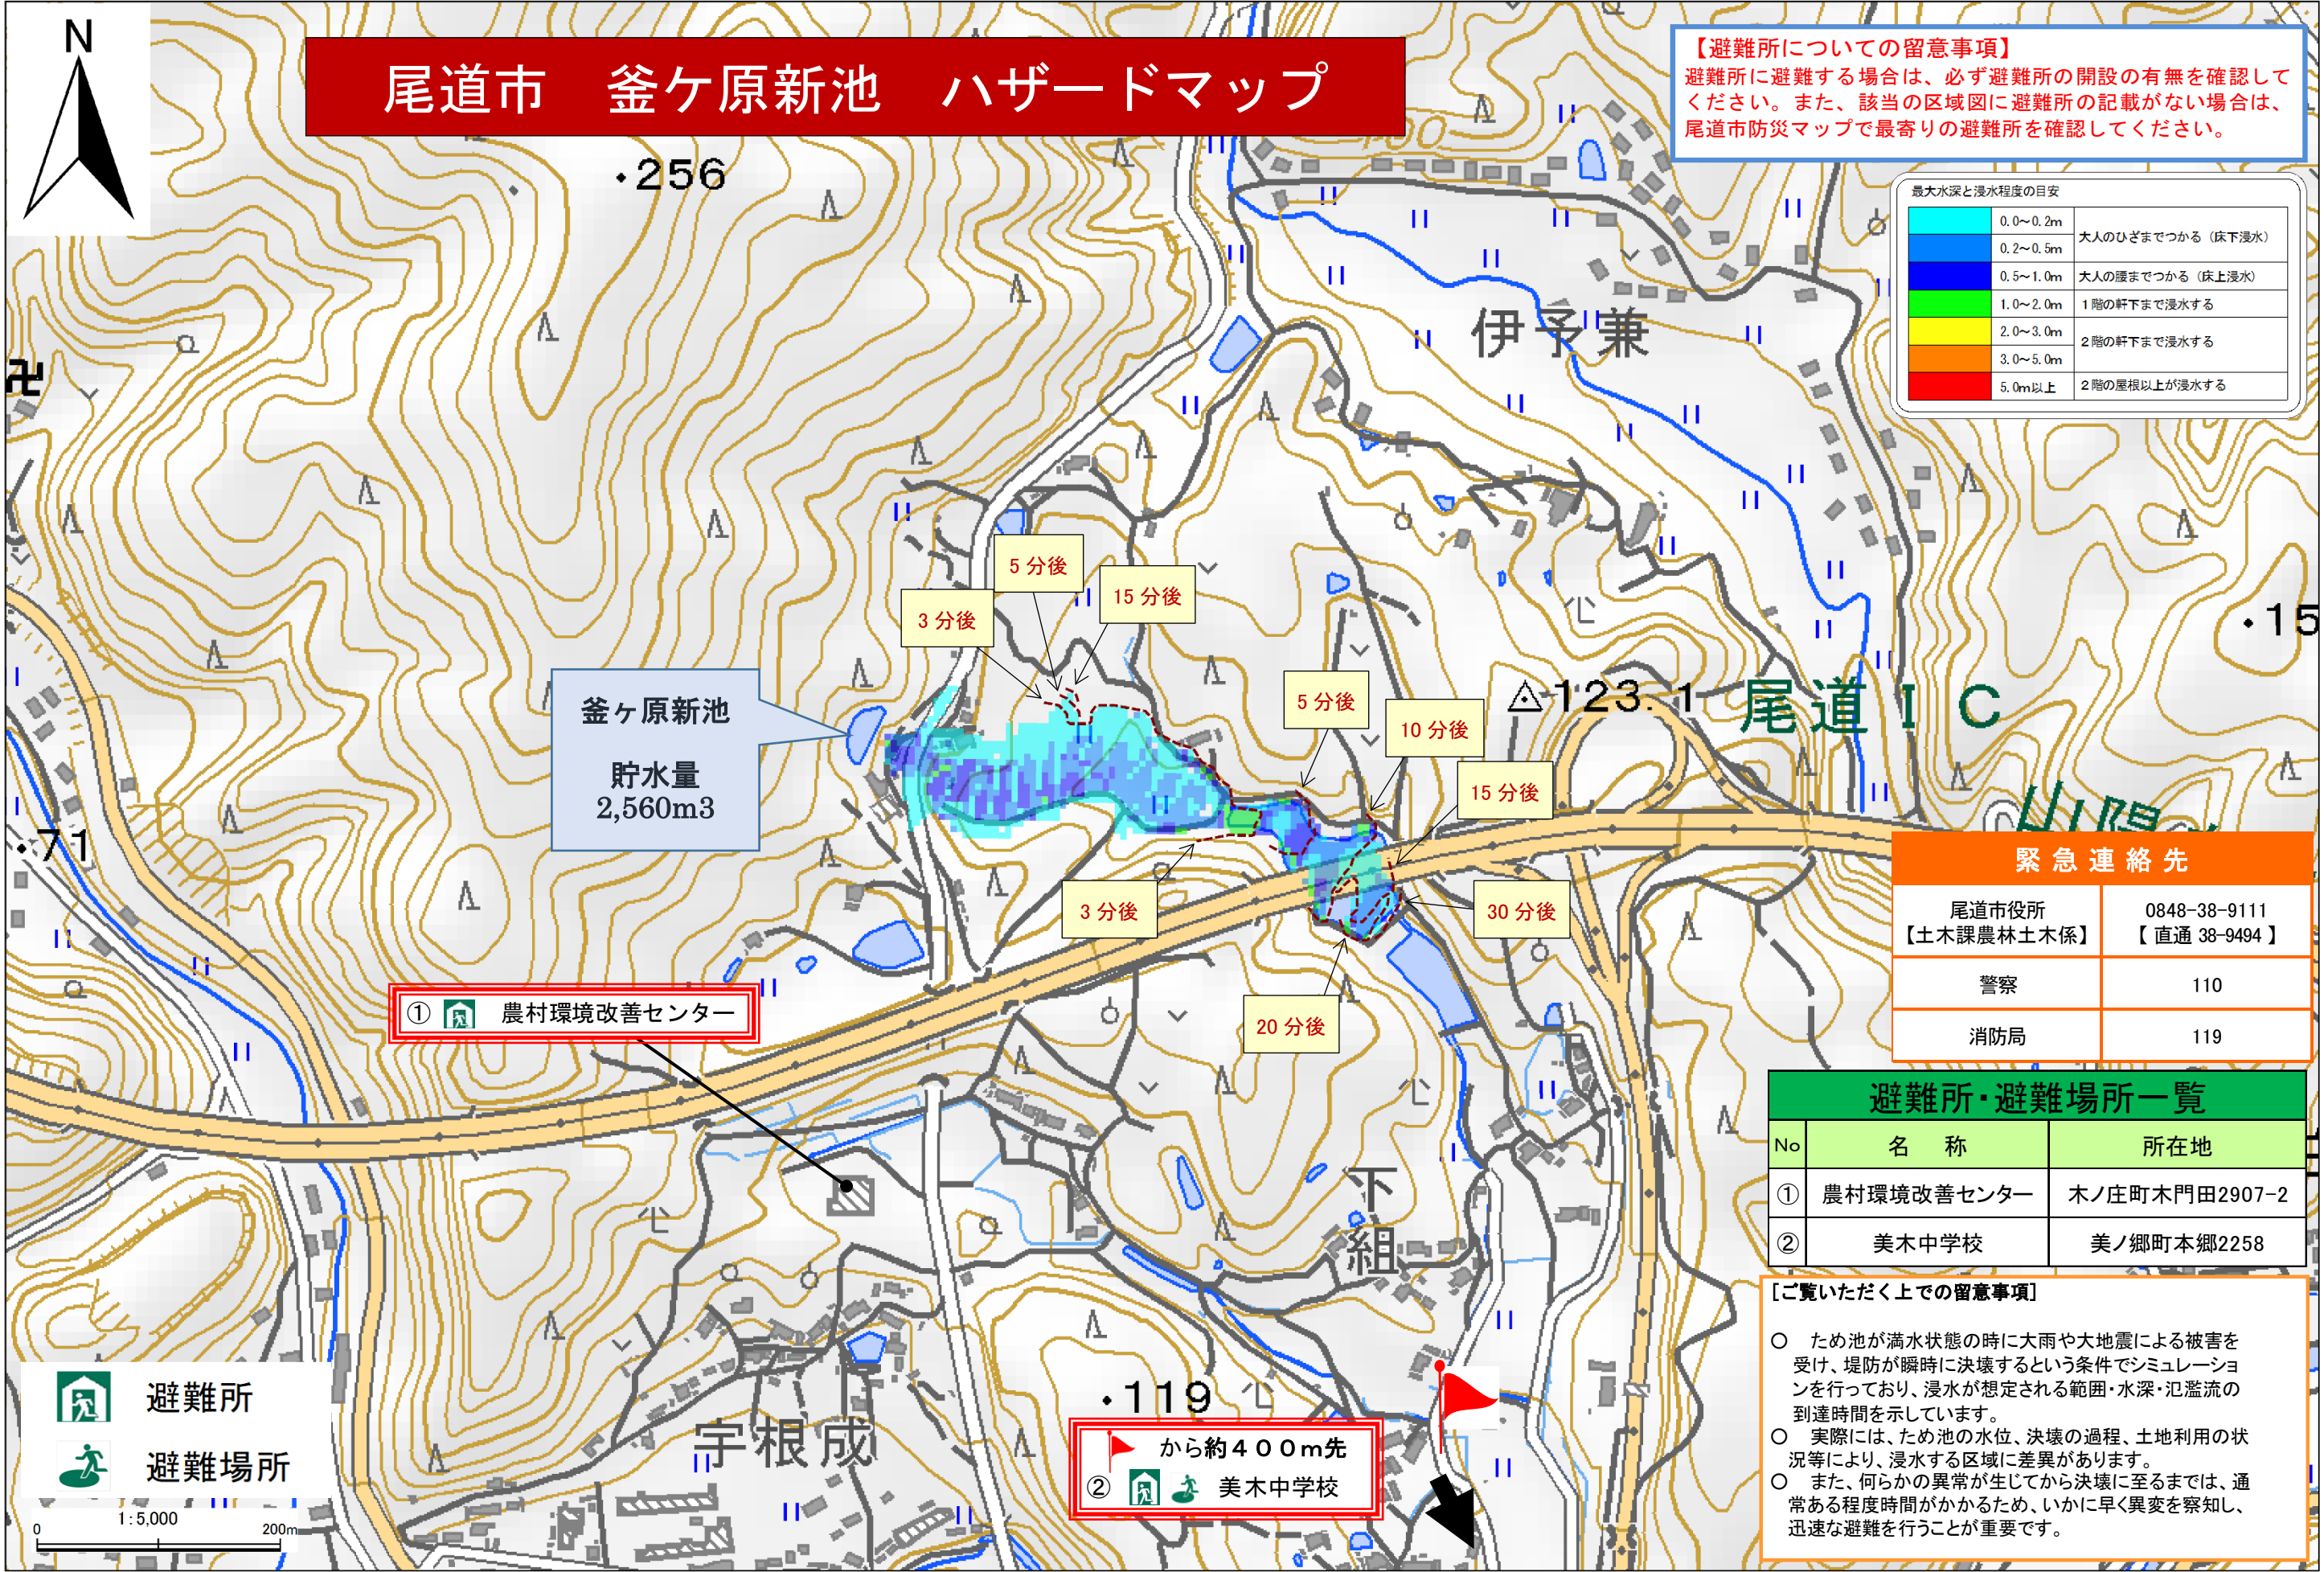 N
尾道市　釜ケ原新池　ハザードマップ
【避難所についての留意事項】
避難所に避難する場合は、必ず避難所の開設の有無を確認して
ください。また、該当の区域図に避難所の記載がない場合は、
尾道市防災マップで最寄りの避難所を確認してください。
最大水深と浸水程度の目安
0.0～0.2m
大人のひざまでつかる（床下浸水）
0.2～0.5m
0.5～1.0m　大人の腰までつかる（床上浸水）
1.0～2.0m　1階の軒下まで浸水する
2.0～3.0m
2階の軒下まで浸水する
3.0～5.0m
5.0m以上　2階の屋根以上が浸水する
・256
伊予兼
5分後
3分後
15分後
・15
釜ヶ原新池
貯水量
2,560m3
5分後
10分後
123.1
尾道ＩＣ
15分後
山陽
・71
3分後
30分後
20分後
緊急連絡先
尾道市役所
【土木課農林土木係】
0848-38-9111
【 直通 38-9494 】
警察　110
消防局　119
① 農村環境改善センター
避難所・避難場所一覧
No　名　称　所在地
①　農村環境改善センター　木ノ庄町木門田2907-2
②　美木中学校　美ノ郷町本郷2258
下組
宇根成
・119
から約４００ｍ先
② 美木中学校
避難所
避難場所
1:5,000
0　200m
[ご覧いただく上での留意事項]
○　ため池が満水状態の時に大雨や大地震による被害を
受け、堤防が瞬時に決壊するという条件でシミュレーショ
ンを行っており、浸水が想定される範囲・水深・氾濫流の
到達時間を示しています。
○　実際には、ため池の水位、決壊の過程、土地利用の状
況等により、浸水する区域に差異があります。
○　また、何らかの異常が生じてから決壊に至るまでは、通
常ある程度時間がかかるため、いかに早く異変を察知し、
迅速な避難を行うことが重要です。